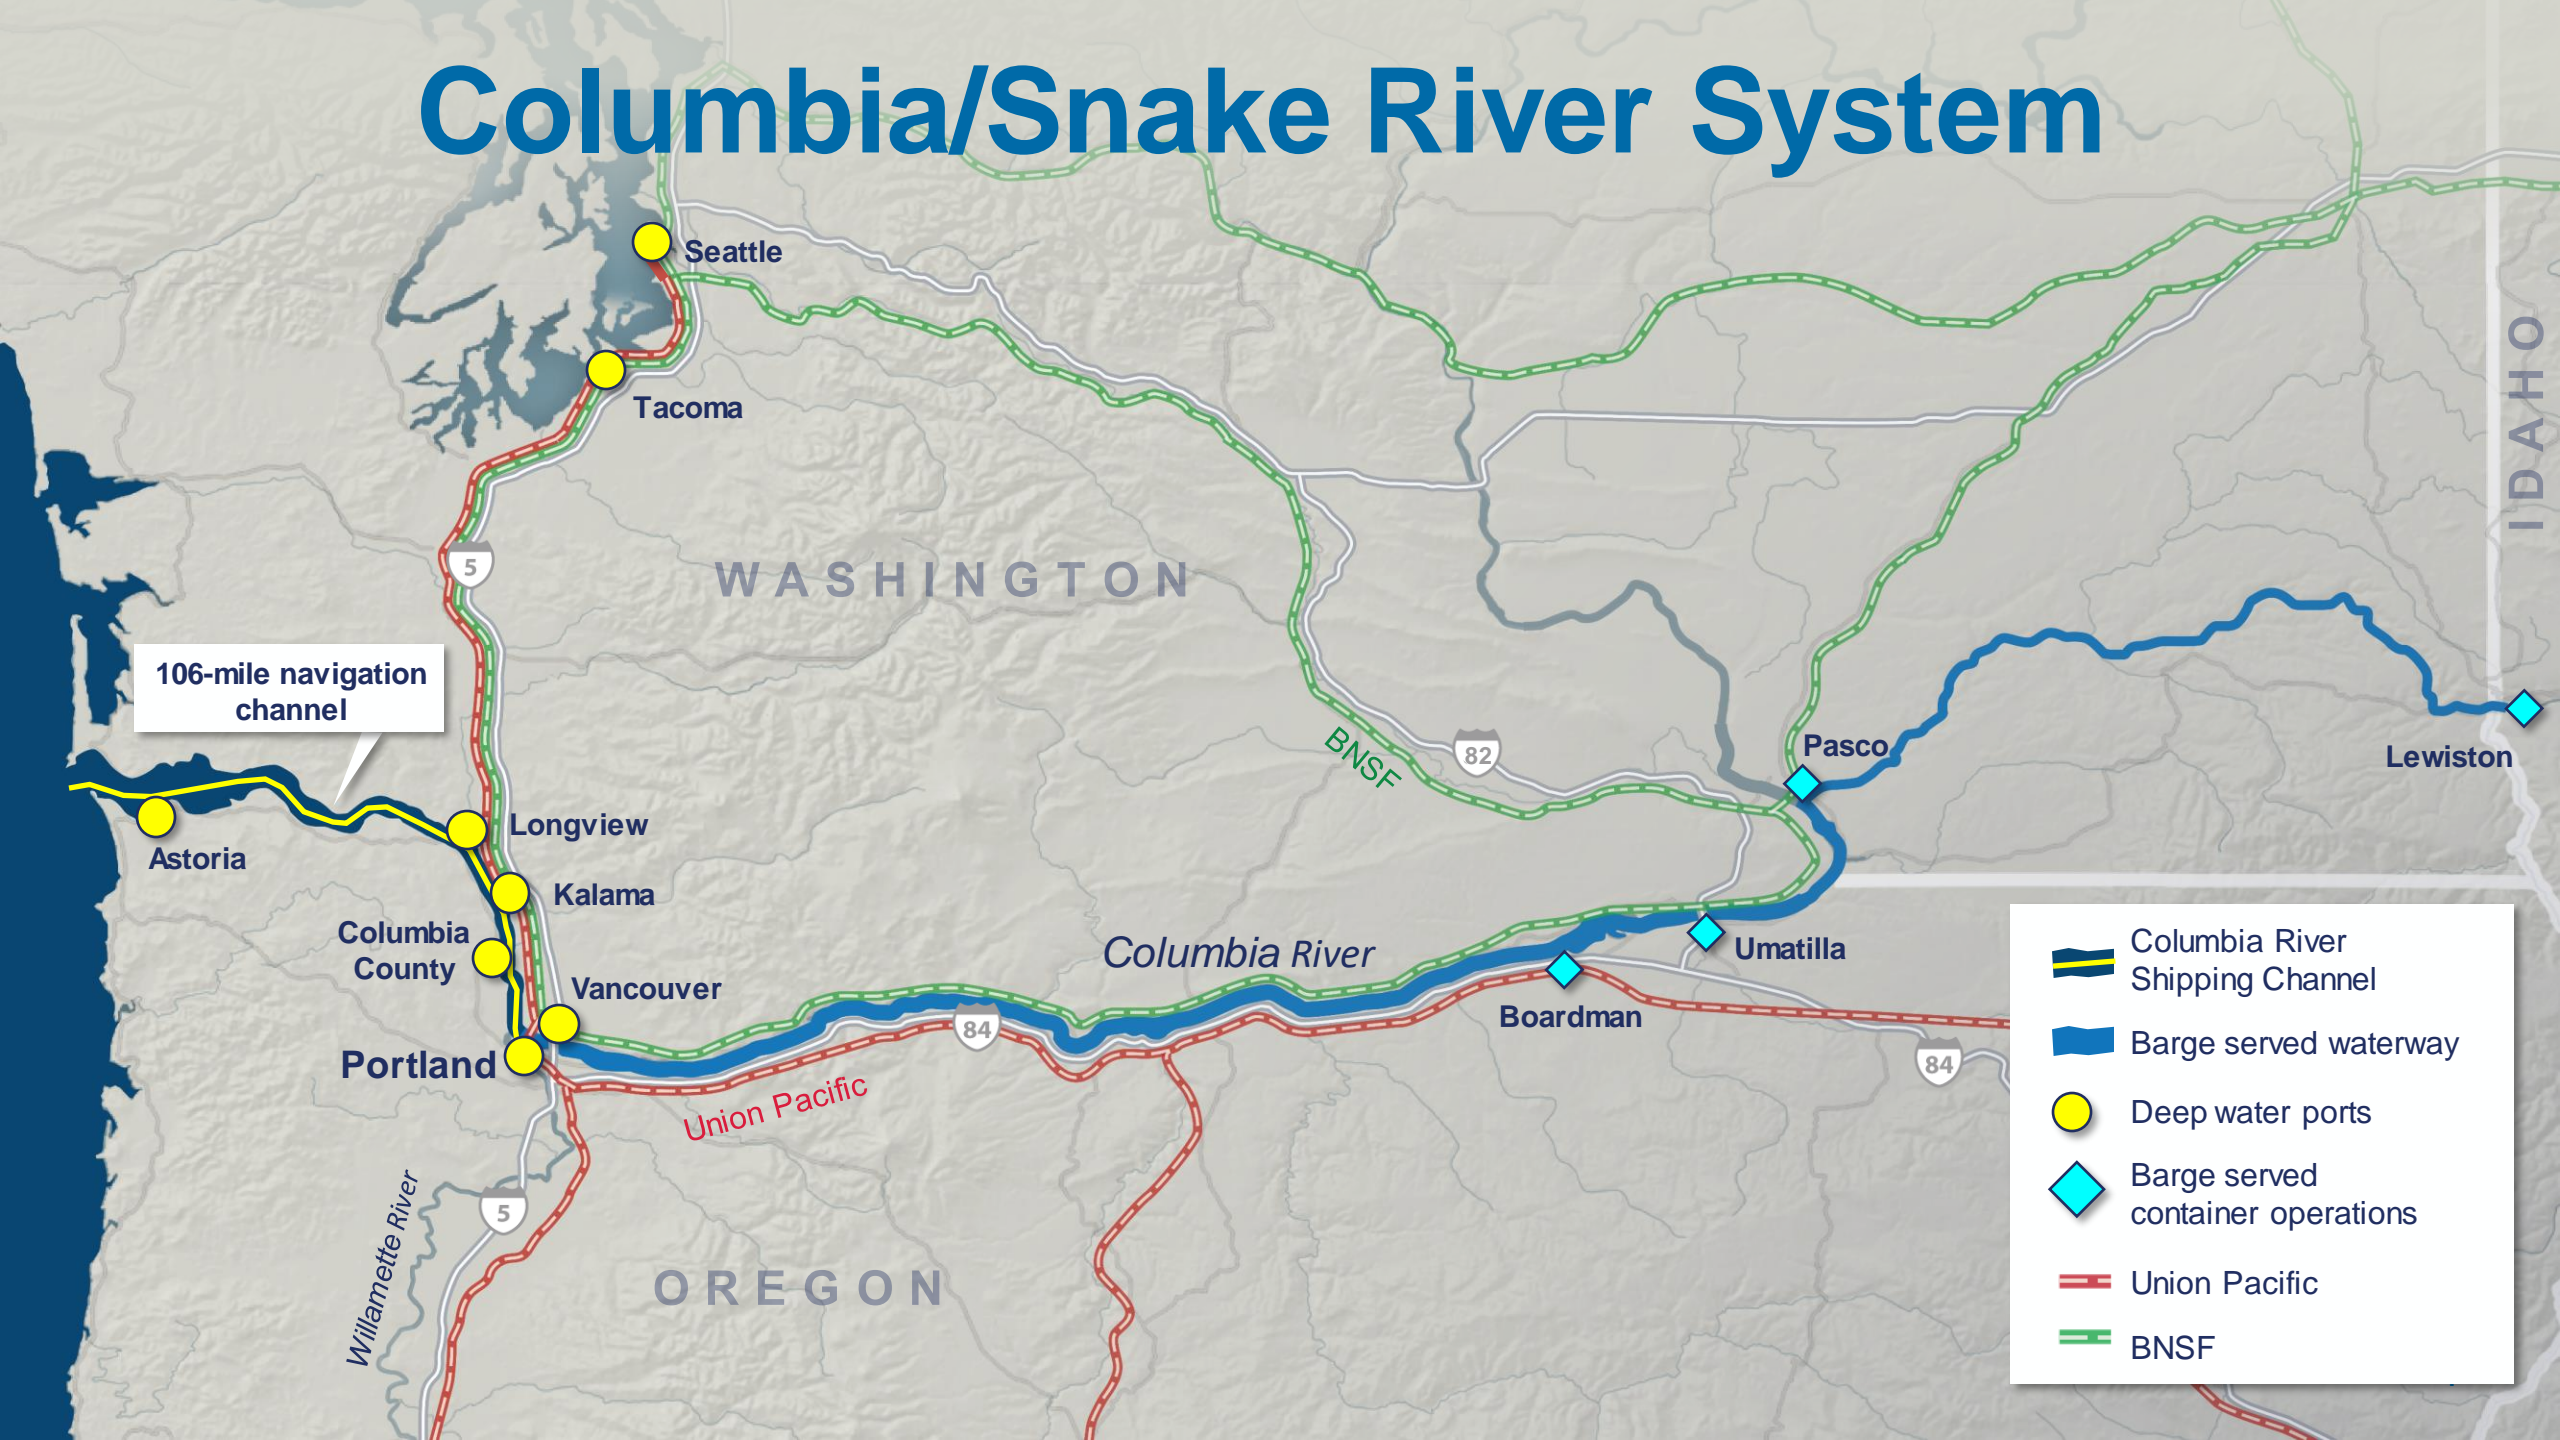 Columbia/Snake River System
Seattle
Tacoma
IDAHO
5
WASHINGTON
106-mile navigation
channel
BNSF
82
Pasco
Lewiston
Astoria
Longview
Kalama
Columbia
County
Vancouver
Portland
Columbia River
Umatilla
Boardman
84
84
Union Pacific
Willamette River
5
OREGON
Columbia River
Shipping Channel
Barge served waterway
Deep water ports
Barge served
container operations
Union Pacific
BNSF